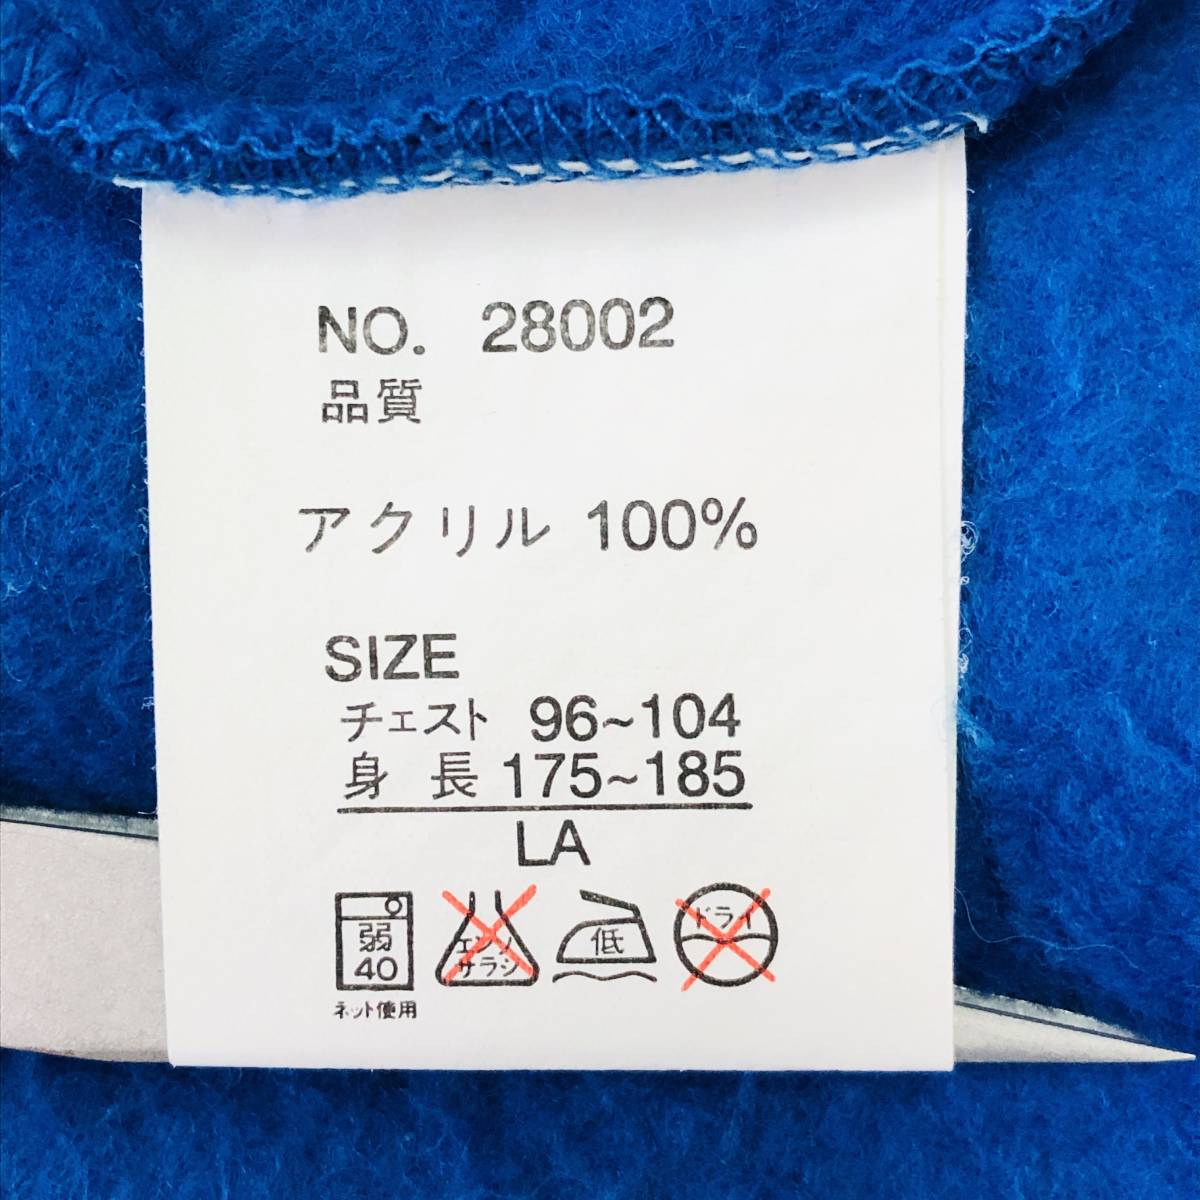 NO. 28002
品質
アクリル 100%
SIZE
チェスト 96~104
身長 175~185
LA
弱
40
ネット使用
エンソ
サラシ
低
ドライ